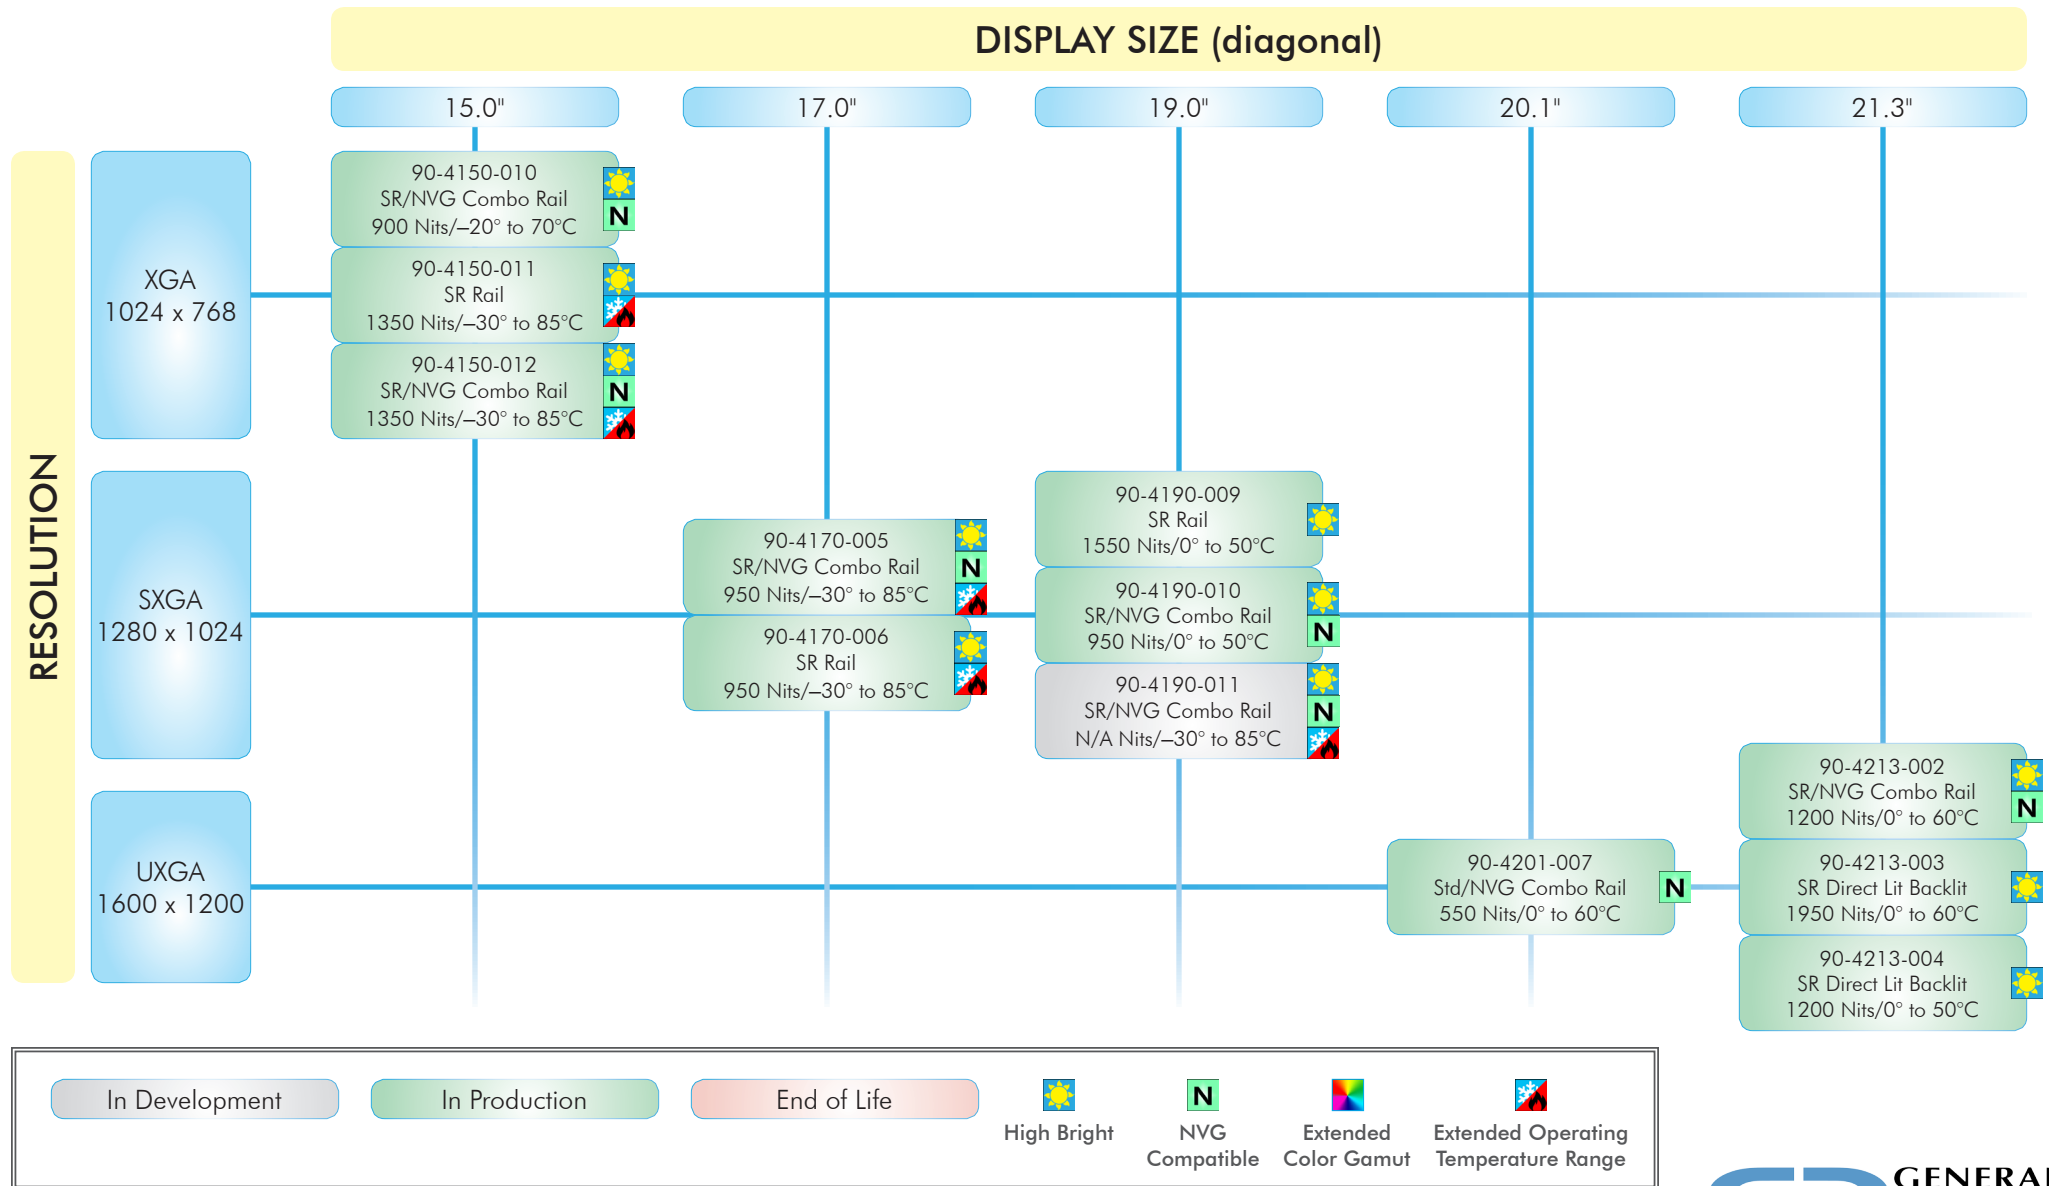 DISPLAY SIZE (diagonal)
15.0"
17.0"
19.0"
20.1"
21.3"
RESOLUTION
XGA
1024 x 768
90-4150-010
SR/NVG Combo Rail
900 Nits/–20° to 70°C
N
90-4150-011
SR Rail
1350 Nits/–30° to 85°C
90-4150-012
SR/NVG Combo Rail
1350 Nits/–30° to 85°C
N
SXGA
1280 x 1024
90-4170-005
SR/NVG Combo Rail
950 Nits/–30° to 85°C
N
90-4170-006
SR Rail
950 Nits/–30° to 85°C
90-4190-009
SR Rail
1550 Nits/0° to 50°C
90-4190-010
SR/NVG Combo Rail
950 Nits/0° to 50°C
N
90-4190-011
SR/NVG Combo Rail
N/A Nits/–30° to 85°C
N
UXGA
1600 x 1200
90-4201-007
Std/NVG Combo Rail
550 Nits/0° to 60°C
N
90-4213-002
SR/NVG Combo Rail
1200 Nits/0° to 60°C
N
90-4213-003
SR Direct Lit Backlit
1950 Nits/0° to 60°C
90-4213-004
SR Direct Lit Backlit
1200 Nits/0° to 50°C
In Development
In Production
End of Life
High Bright
N
NVG
Compatible
Extended
Color Gamut
Extended Operating
Temperature Range
GENERAL